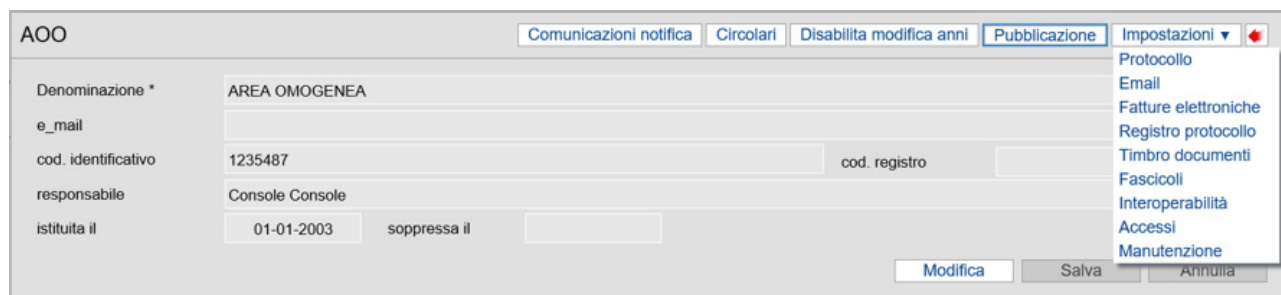 AOO Comunicazioni notifica Circolari Disabilita modifica anni Pubblicazione Impostazioni ▼
Protocollo
Email
Fatture elettroniche
Registro protocollo
Timbro documenti
Fascicoli
Interoperabilità
Accessi
Manutenzione
Denominazione * AREA OMOGENEA
e_mail
cod. identificativo 1235487 cod. registro
responsabile Console Console
istituita il 01-01-2003 soppressa il
Modifica Salva Annulla